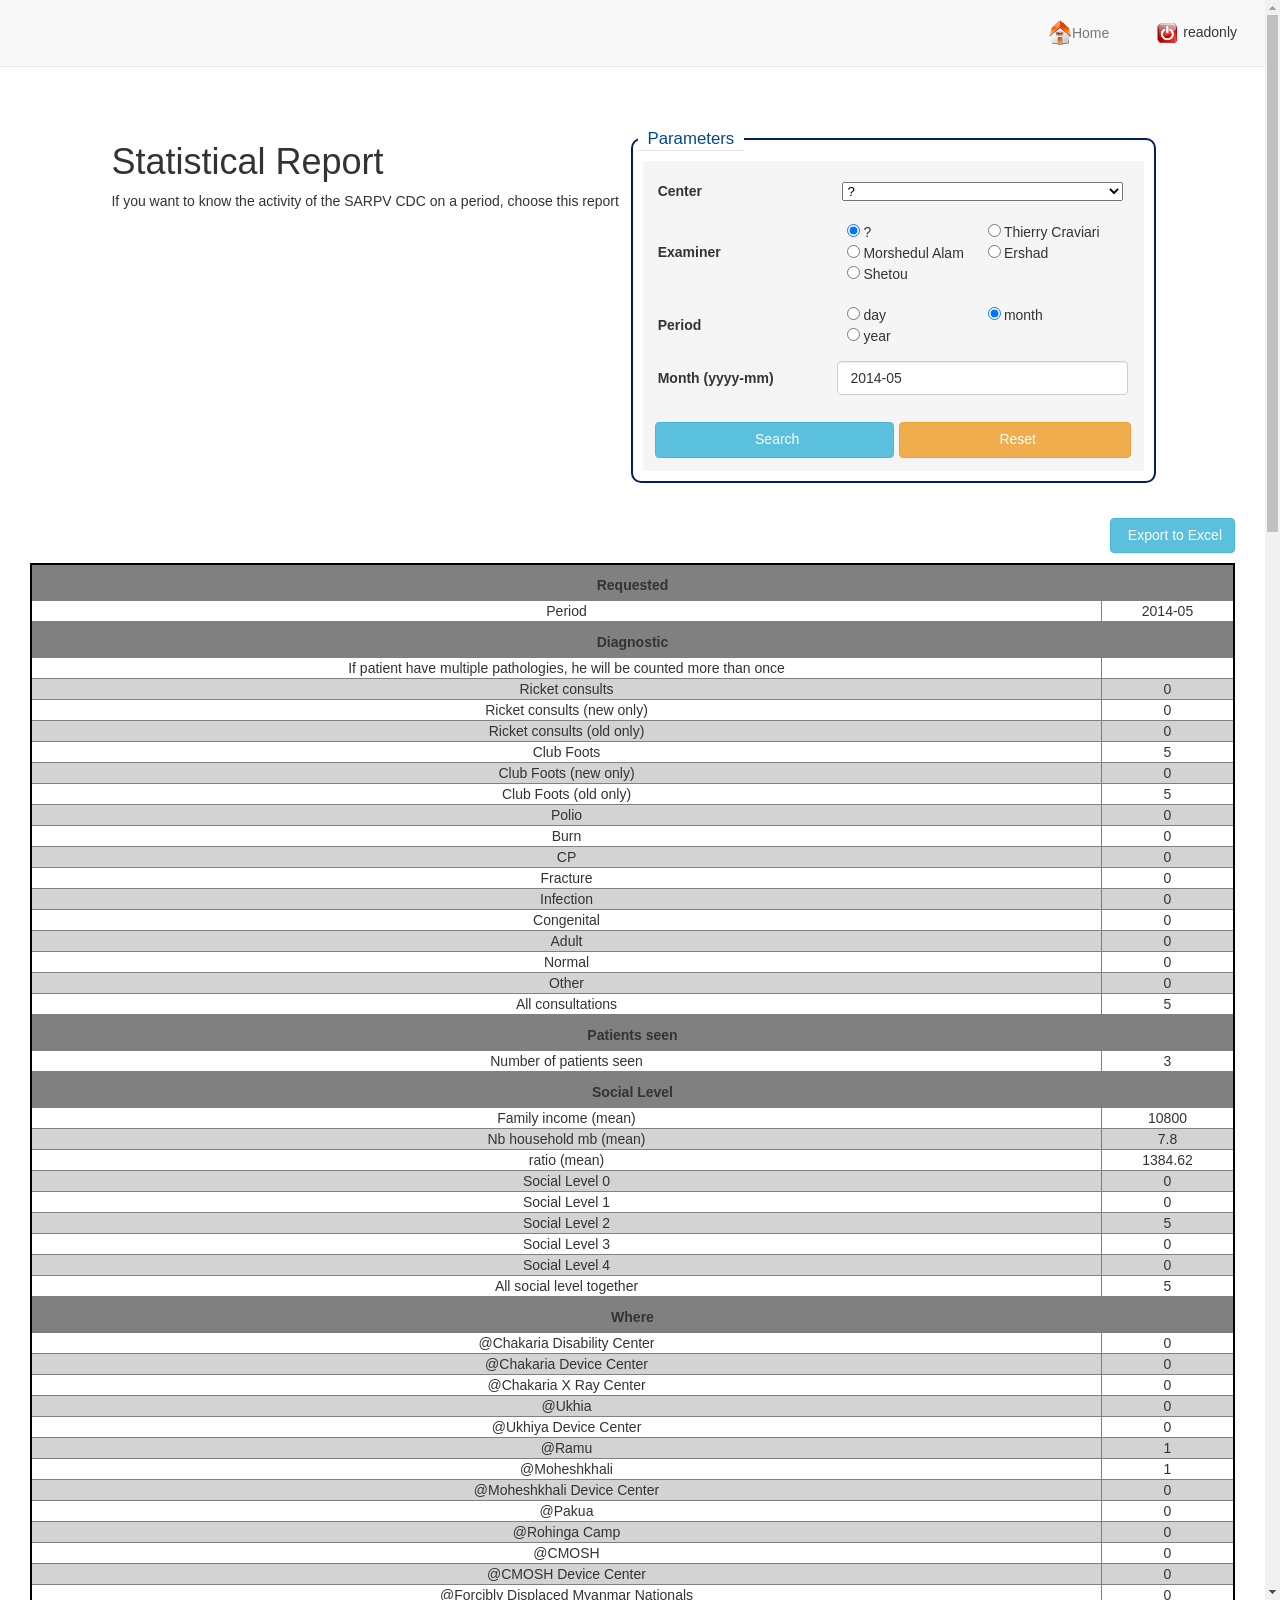 Home
readonly
Statistical Report
If you want to know the activity of the SARPV CDC on a period, choose this report
Parameters
Center ?
Examiner
? Thierry Craviari
Morshedul Alam Ershad
Shetou
Period
day month
year
Month (yyyy-mm) 2014-05
Search Reset
Export to Excel
Requested
Period 2014-05
Diagnostic
If patient have multiple pathologies, he will be counted more than once
Ricket consults 0
Ricket consults (new only) 0
Ricket consults (old only) 0
Club Foots 5
Club Foots (new only) 0
Club Foots (old only) 5
Polio 0
Burn 0
CP 0
Fracture 0
Infection 0
Congenital 0
Adult 0
Normal 0
Other 0
All consultations 5
Patients seen
Number of patients seen 3
Social Level
Family income (mean) 10800
Nb household mb (mean) 7.8
ratio (mean) 1384.62
Social Level 0 0
Social Level 1 0
Social Level 2 5
Social Level 3 0
Social Level 4 0
All social level together 5
Where
@Chakaria Disability Center 0
@Chakaria Device Center 0
@Chakaria X Ray Center 0
@Ukhia 0
@Ukhiya Device Center 0
@Ramu 1
@Moheshkhali 1
@Moheshkhali Device Center 0
@Pakua 0
@Rohinga Camp 0
@CMOSH 0
@CMOSH Device Center 0
@Forcibly Displaced Myanmar Nationals 0